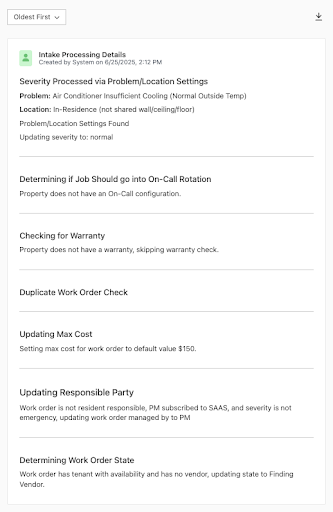 Oldest First
Intake Processing Details
Created by System on 6/25/2025, 2:12 PM
Severity Processed via Problem/Location Settings
Problem: Air Conditioner Insufficient Cooling (Normal Outside Temp)
Location: In-Residence (not shared wall/ceiling/floor)
Problem/Location Settings Found
Updating severity to: normal
Determining if Job Should go into On-Call Rotation
Property does not have an On-Call configuration.
Checking for Warranty
Property does not have a warranty, skipping warranty check.
Duplicate Work Order Check
Updating Max Cost
Setting max cost for work order to default value $150.
Updating Responsible Party
Work order is not resident responsible, PM subscribed to SAAS, and severity is not
emergency, updating work order managed by to PM
Determining Work Order State
Work order has tenant with availability and has no vendor, updating state to Finding
Vendor.